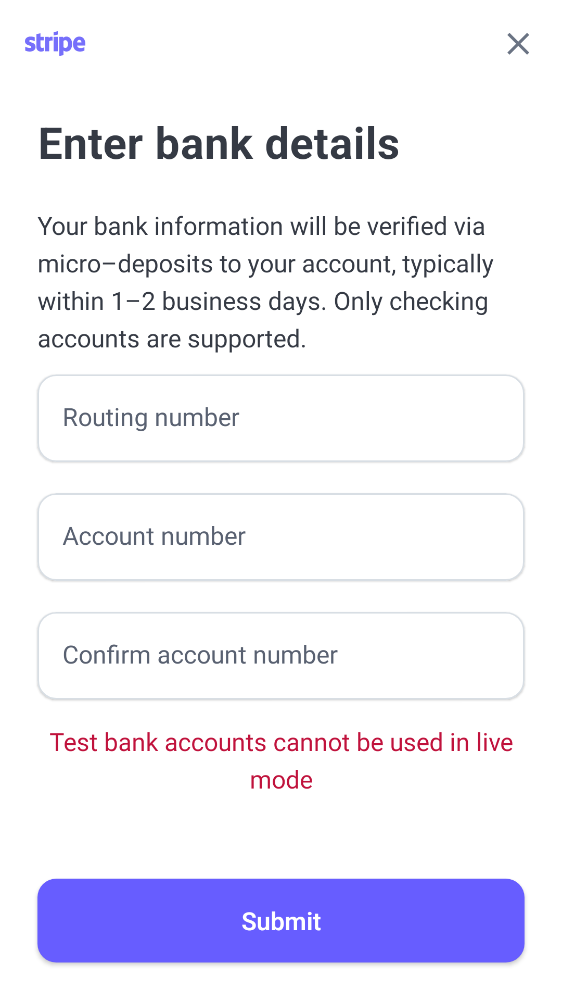 stripe
Enter bank details
Your bank information will be verified via
micro–deposits to your account, typically
within 1–2 business days. Only checking
accounts are supported.
Routing number
Account number
Confirm account number
Test bank accounts cannot be used in live
mode
Submit